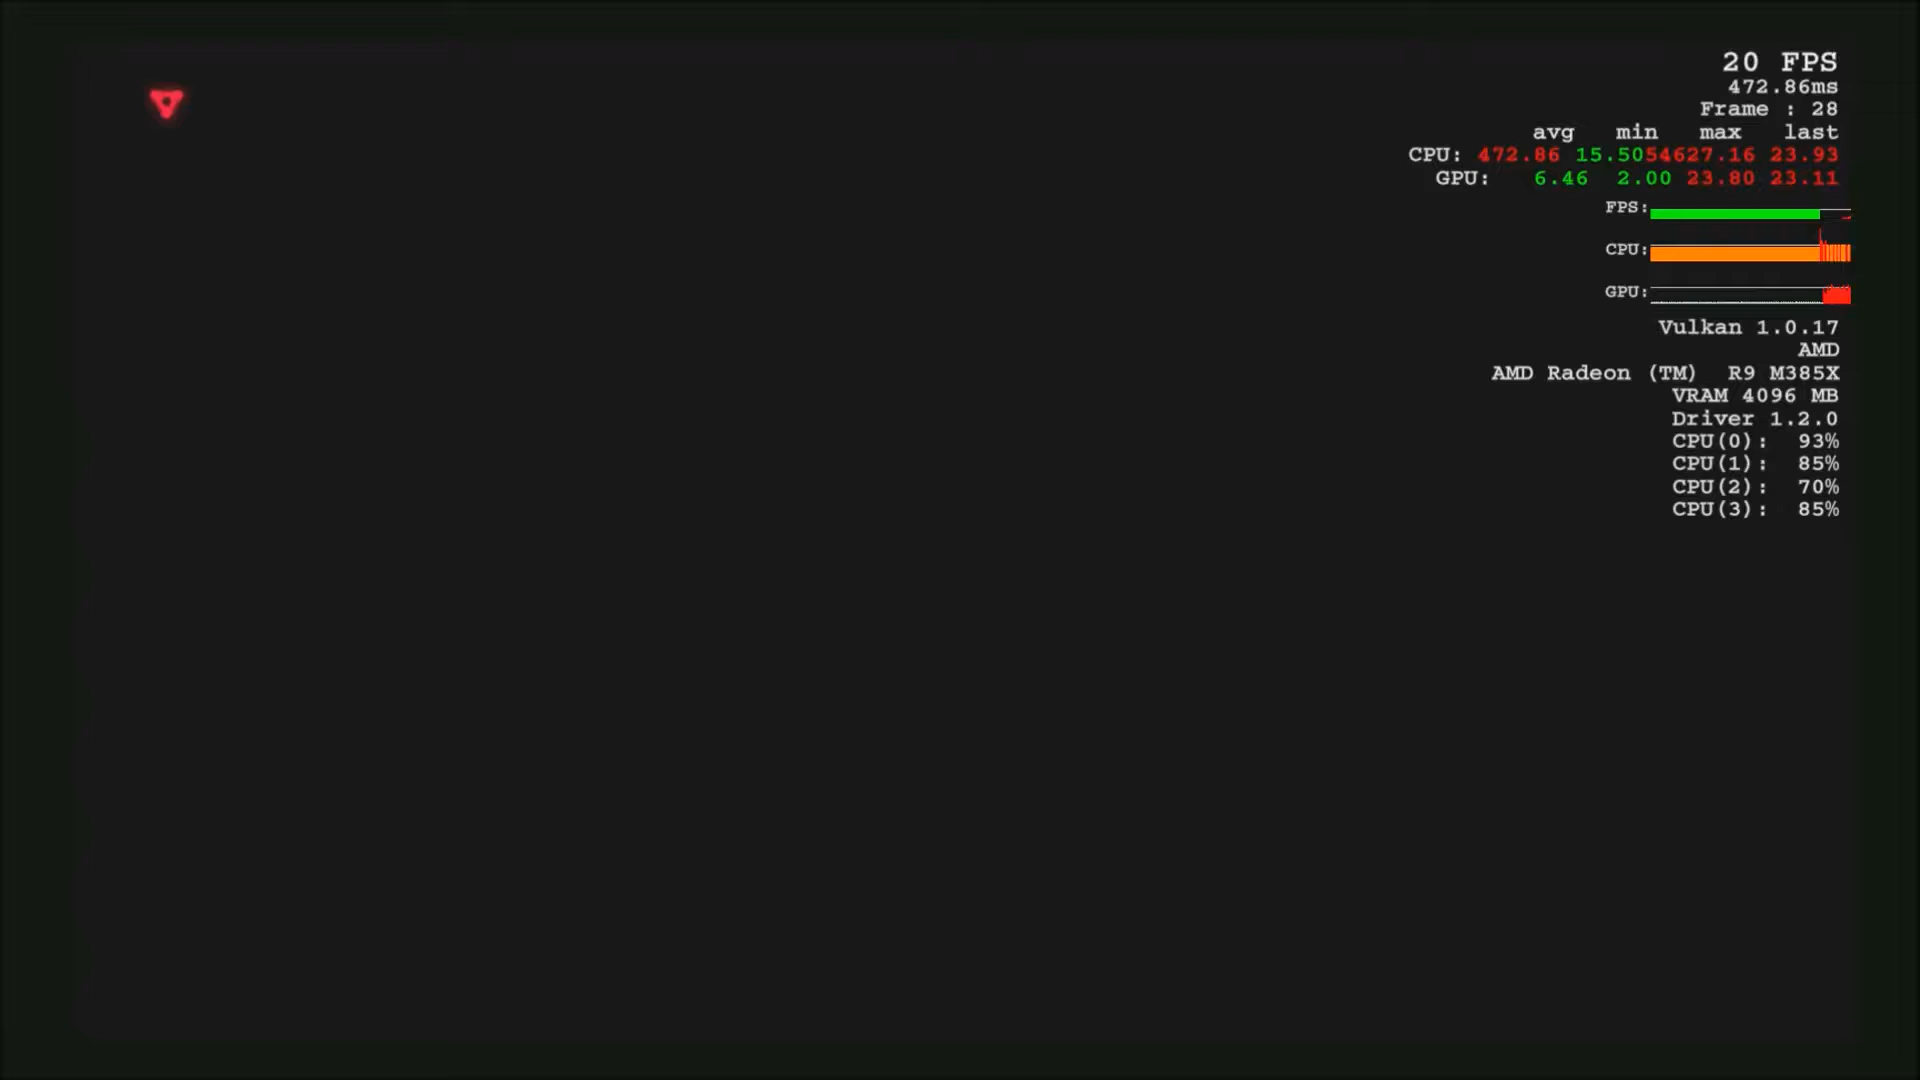 20 FPS
472.86ms
Frame : 28
avg min max last
CPU: 472.86 15.5054627.16 23.93
GPU: 6.46 2.00 23.80 23.11
FPS:
CPU:
GPU:
Vulkan 1.0.17
AMD
AMD Radeon (TM) R9 M385X
VRAM 4096 MB
Driver 1.2.0
CPU(0): 93%
CPU(1): 85%
CPU(2): 70%
CPU(3): 85%